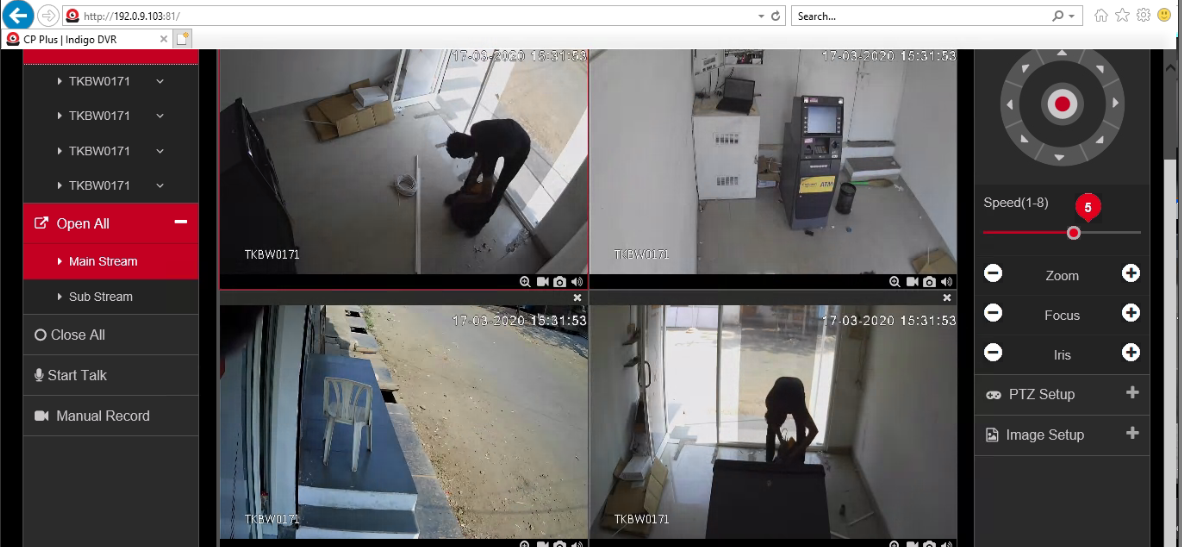 http://192.0.9.103:81/
Search...
CP Plus | Indigo DVR
TKBW0171
TKBW0171
TKBW0171
TKBW0171
Open All
Main Stream
Sub Stream
Close All
Start Talk
Manual Record
17-03-2020 15:31:53
TKBW0171
17-03-2020 15:31:53
TKBW0171
17-03-2020 15:31:53
TKBW0171
17-03-2020 15:31:53
TKBW0171
Speed(1-8)
5
Zoom
Focus
Iris
PTZ Setup
Image Setup